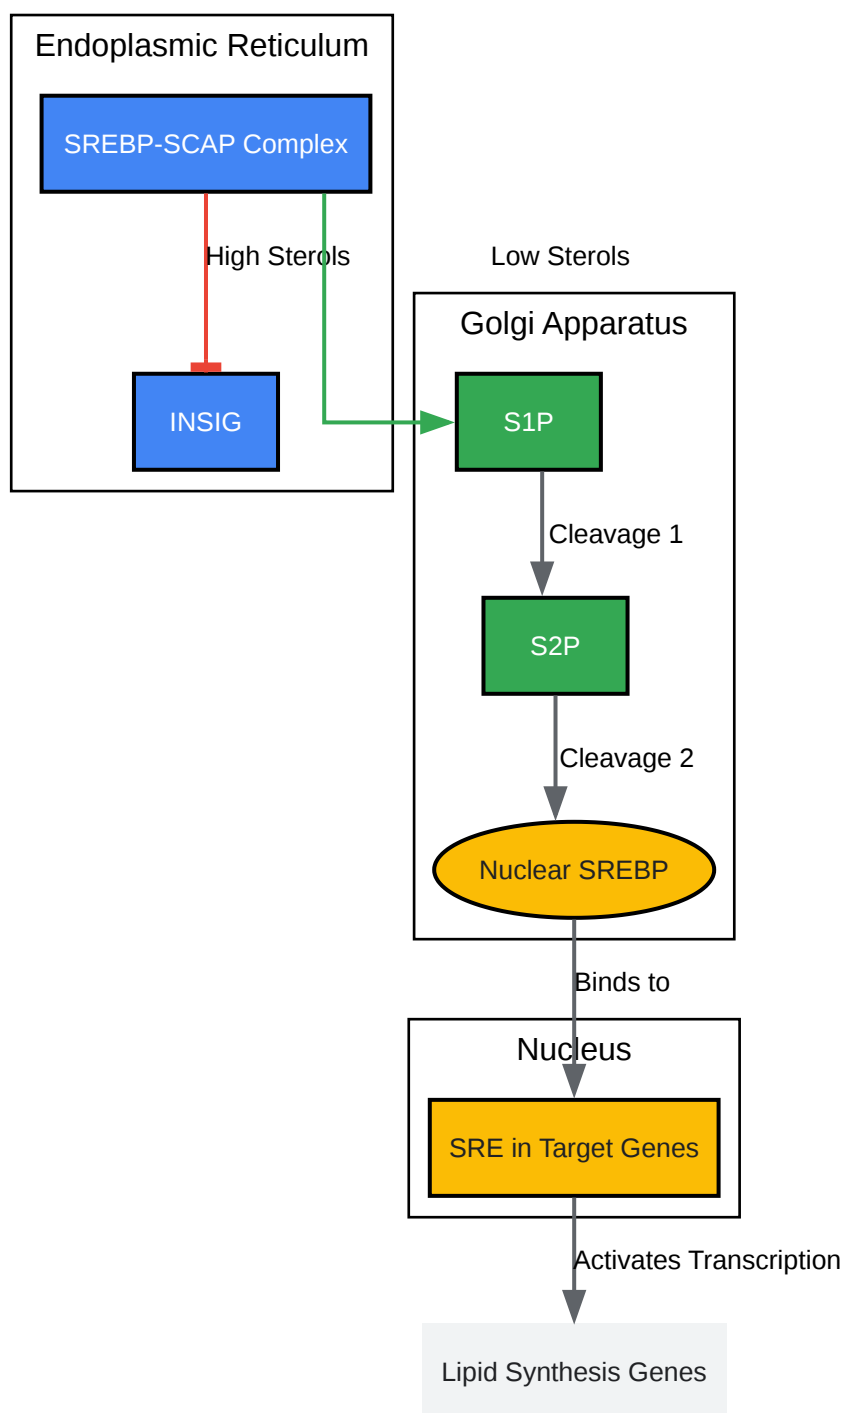 Endoplasmic Reticulum
SREBP-SCAP Complex
High Sterols
Low Sterols
Golgi Apparatus
INSIG
S1P
Cleavage 1
S2P
Cleavage 2
Nuclear SREBP
Binds to
Nucleus
SRE in Target Genes
Activates Transcription
Lipid Synthesis Genes